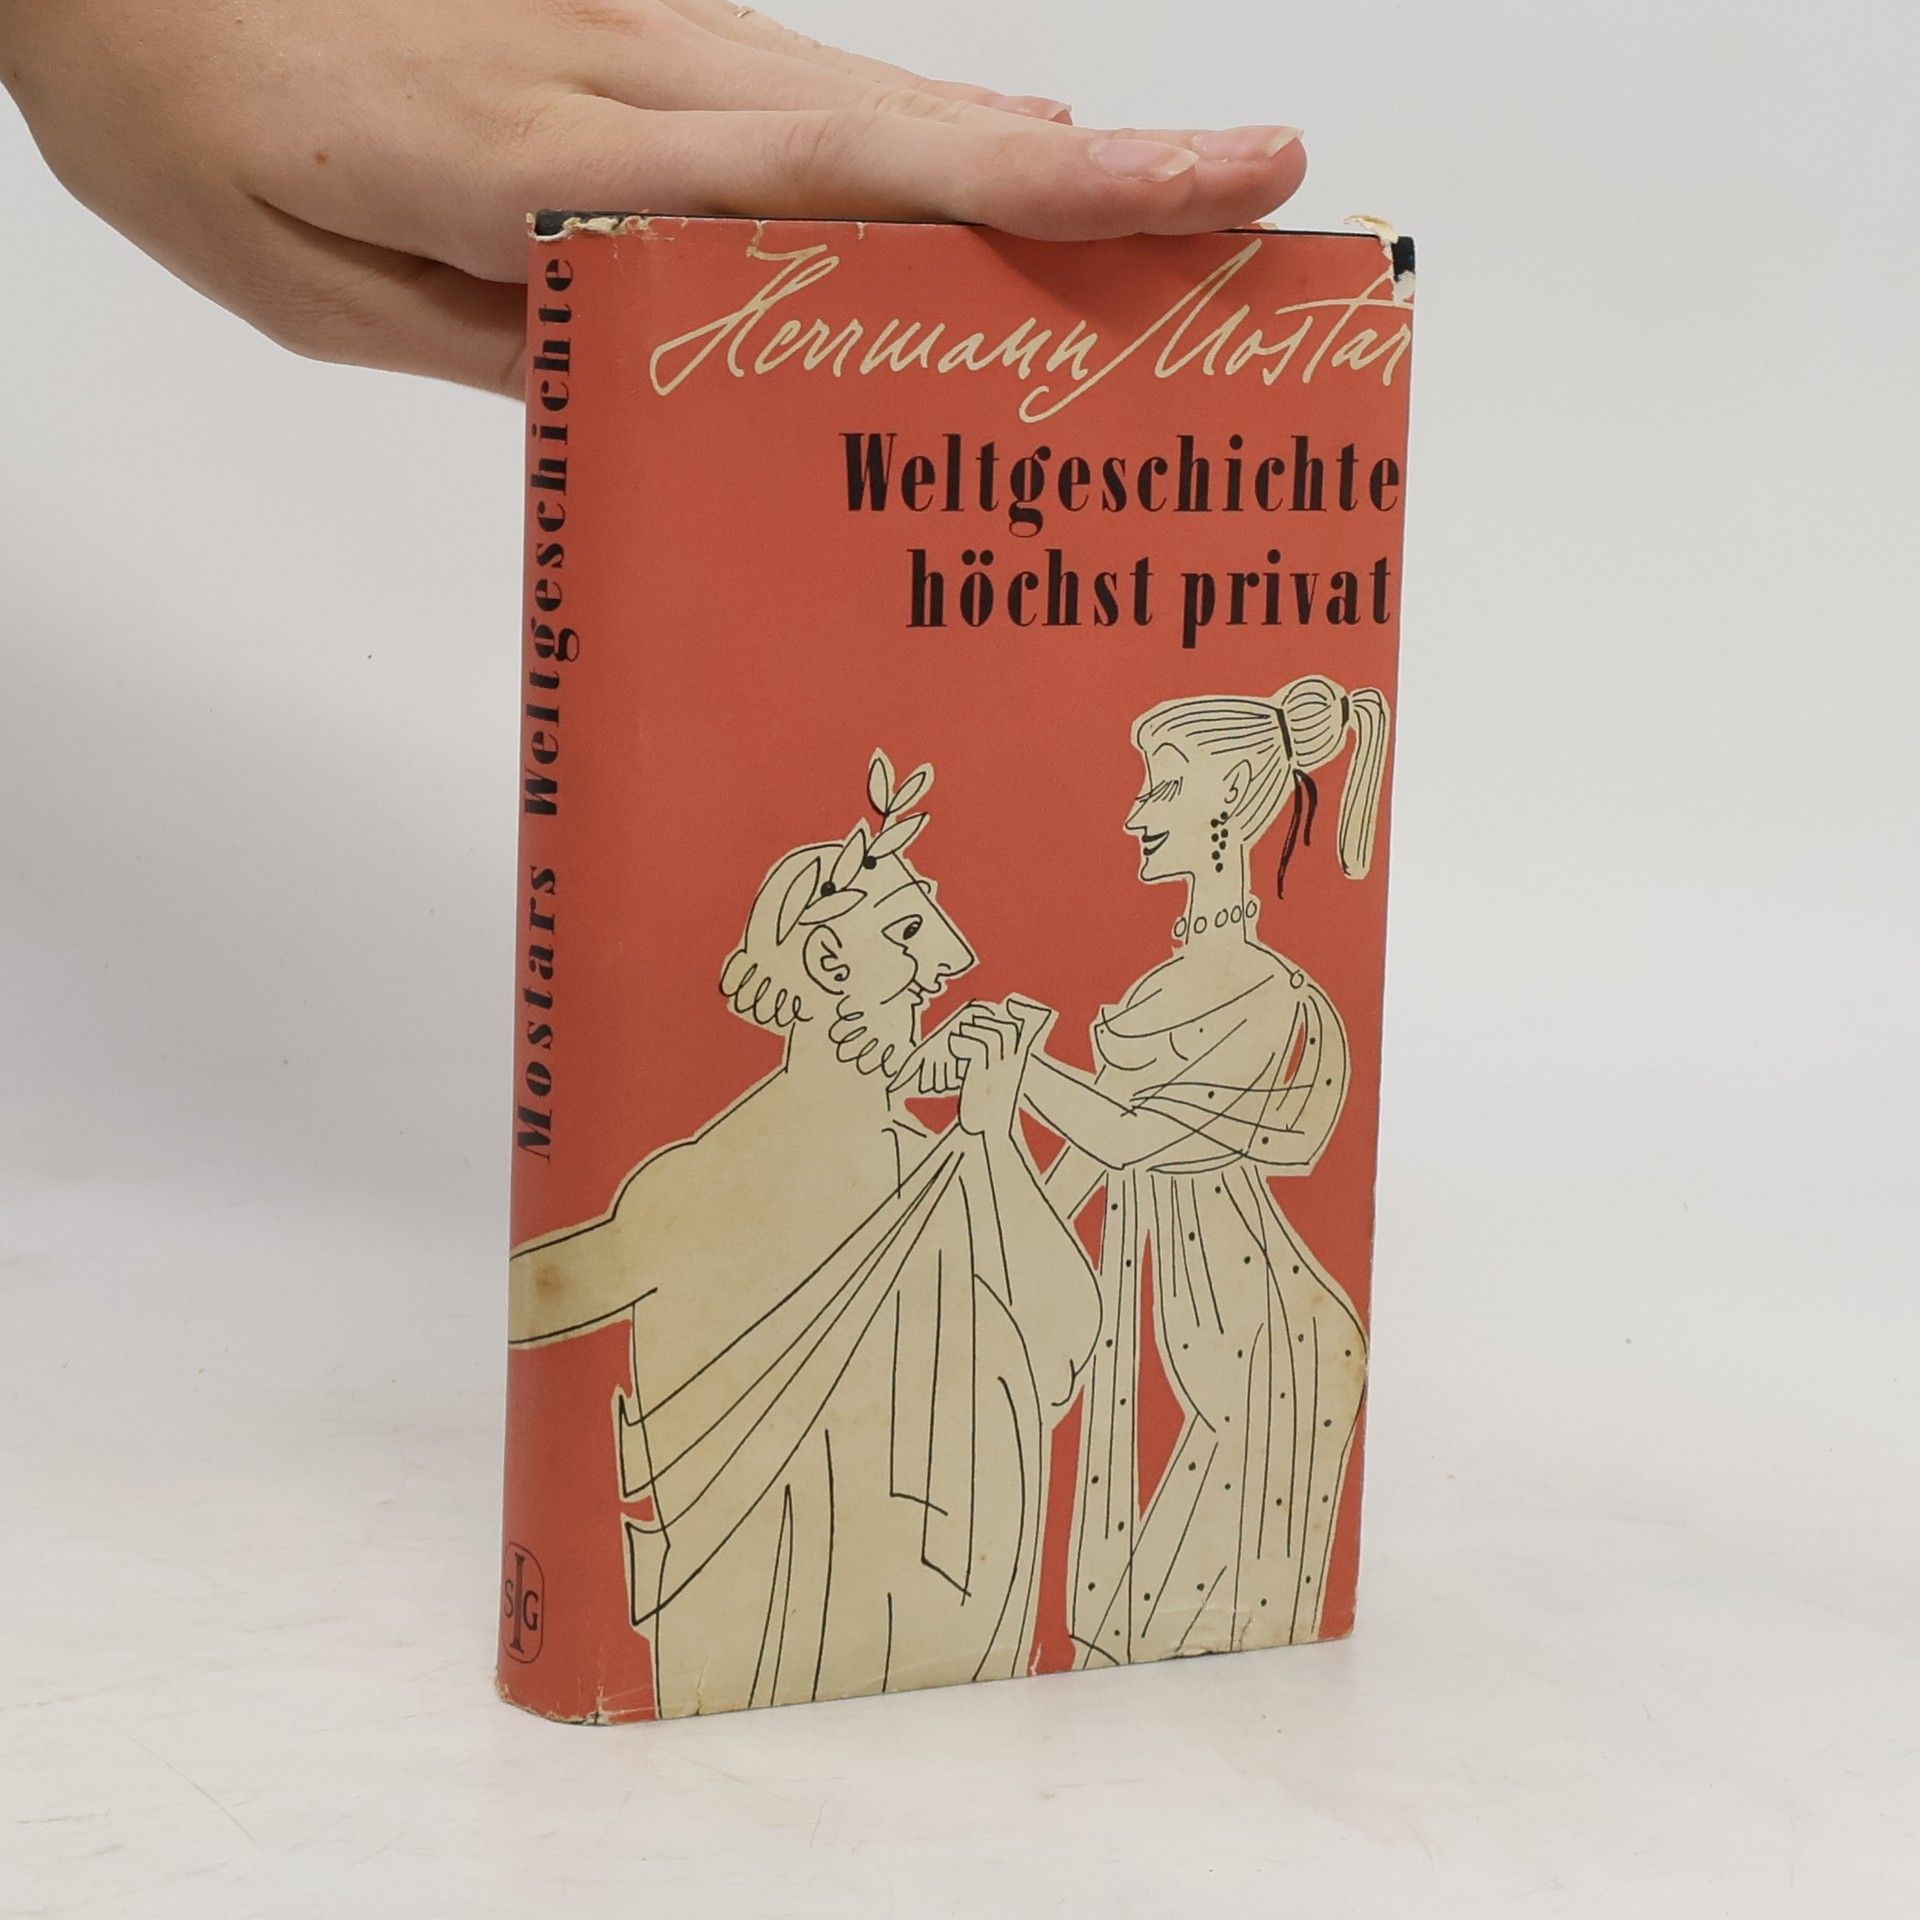 Herrmann Mostar
Weltgeschichte
höchst privat
Mostars Weltgeschichte
SIG